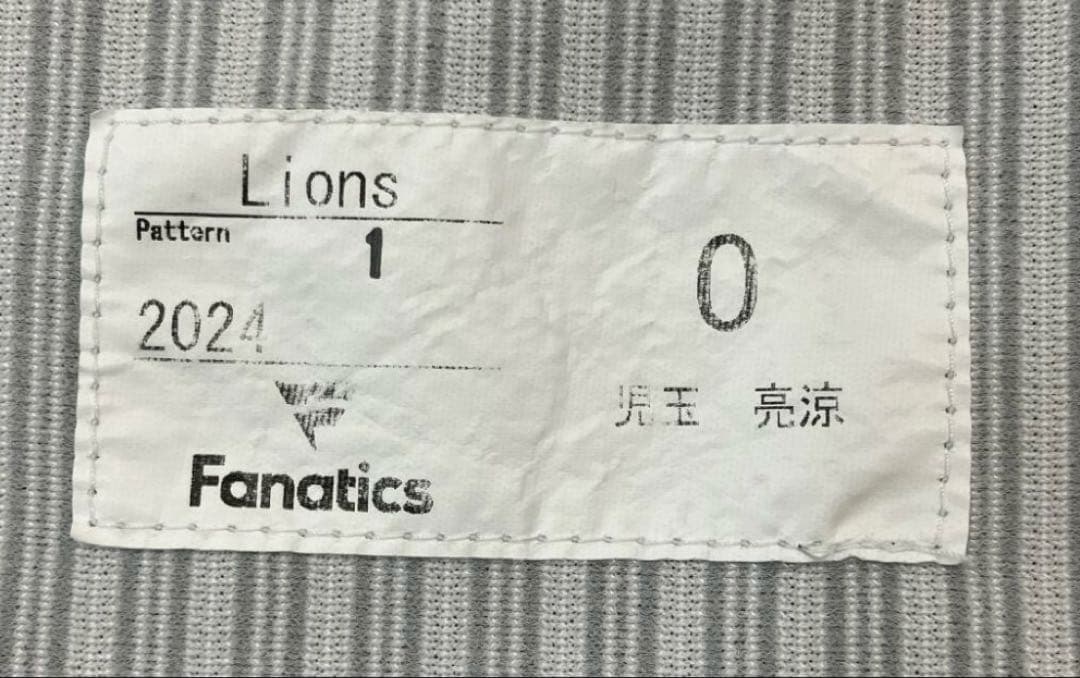 Lions
Pattern
1
2024
Fanatics
0
児玉 亮涼